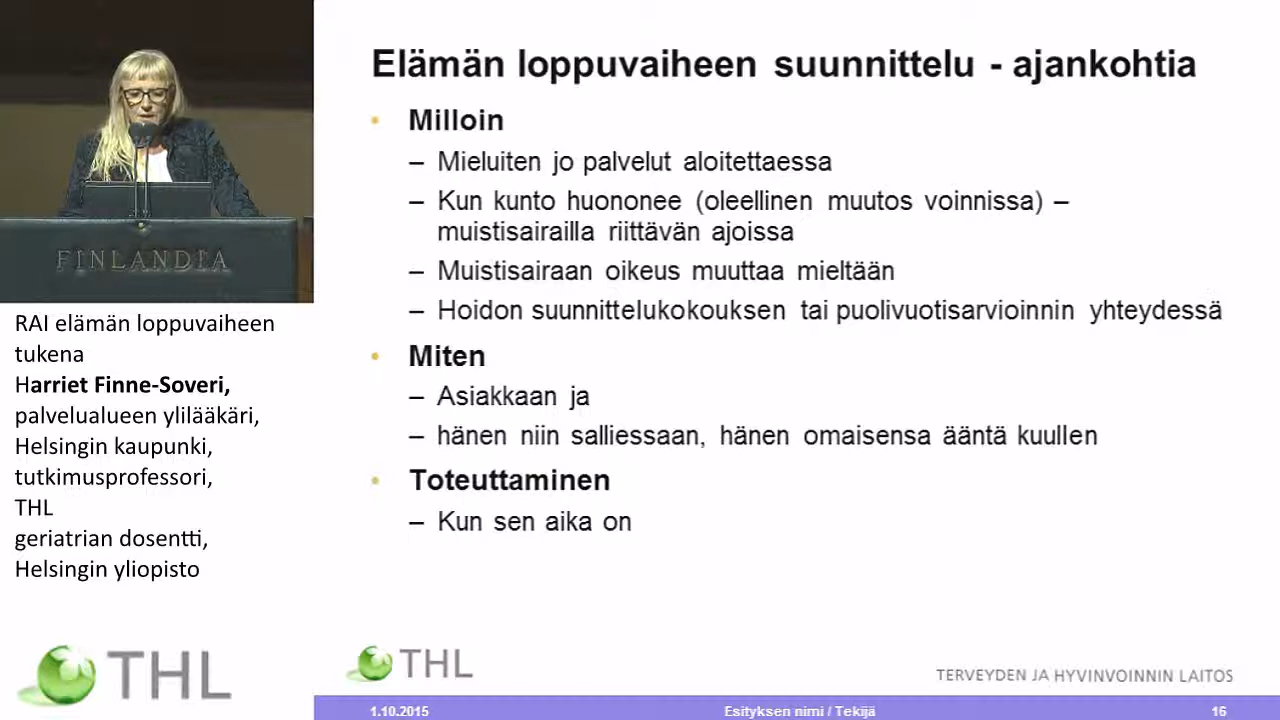 FINLANDIA
RAI elämän loppuvaiheen
tukena
Harriet Finne-Soveri,
palvelualueen ylilääkäri,
Helsingin kaupunki,
tutkimusprofessori,
THL
geriatrian dosentti,
Helsingin yliopisto
THL
Elämän loppuvaiheen suunnittelu - ajankohtia
• Milloin
– Mieluiten jo palvelut aloitettaessa
– Kun kunto huononee (oleellinen muutos voinnissa) –
muistisairailla riittävän ajoissa
– Muistisairaan oikeus muuttaa mieltään
– Hoidon suunnittelukokouksen tai puolivuotisarvioinnin yhteydessä
• Miten
– Asiakkaan ja
– hänen niin salliessaan, hänen omaisensa ääntä kuullen
• Toteuttaminen
– Kun sen aika on
THL
TERVEYDEN JA HYVINVOINNIN LAITOS
1.10.2015 Esityksen nimi / Tekijä 16